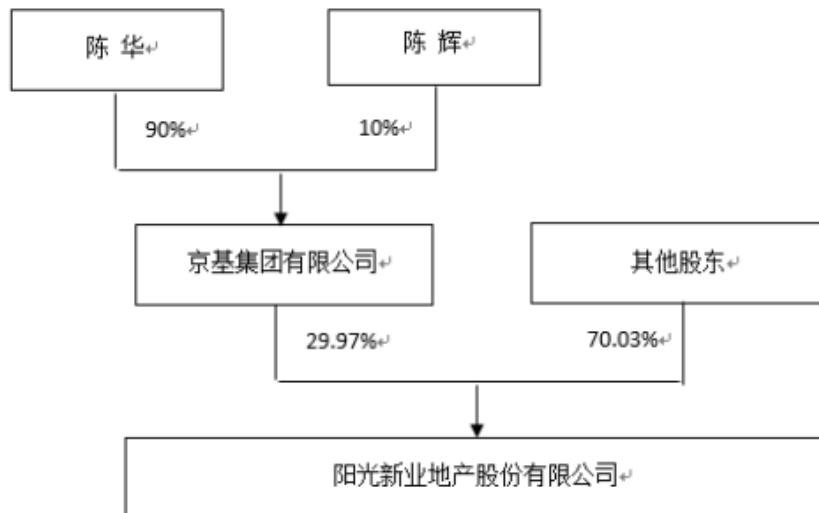 陈 华↵
陈 辉↵
90%↵
10%↵
京基集团有限公司↵
其他股东↵
29.97%↵
70.03%↵
阳光新业地产股份有限公司↵